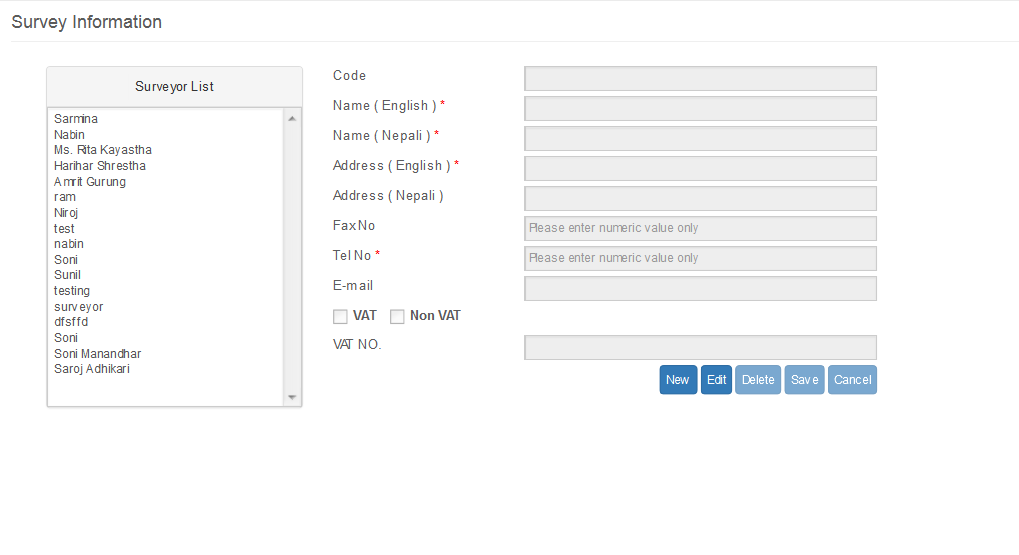 Survey Information
Surveyor List
Sarmina
Nabin
Ms. Rita Kayastha
Harihar Shrestha
Amrit Gurung
ram
Niroj
test
nabin
Soni
Sunil
testing
surveyor
dfsffd
Soni
Soni Manandhar
Saroj Adhikari
Code
Name ( English ) *
Name ( Nepali ) *
Address ( English ) *
Address ( Nepali )
Fax No Please enter numeric value only
Tel No * Please enter numeric value only
E-mail
VAT Non VAT
VAT NO.
New Edit Delete Save Cancel